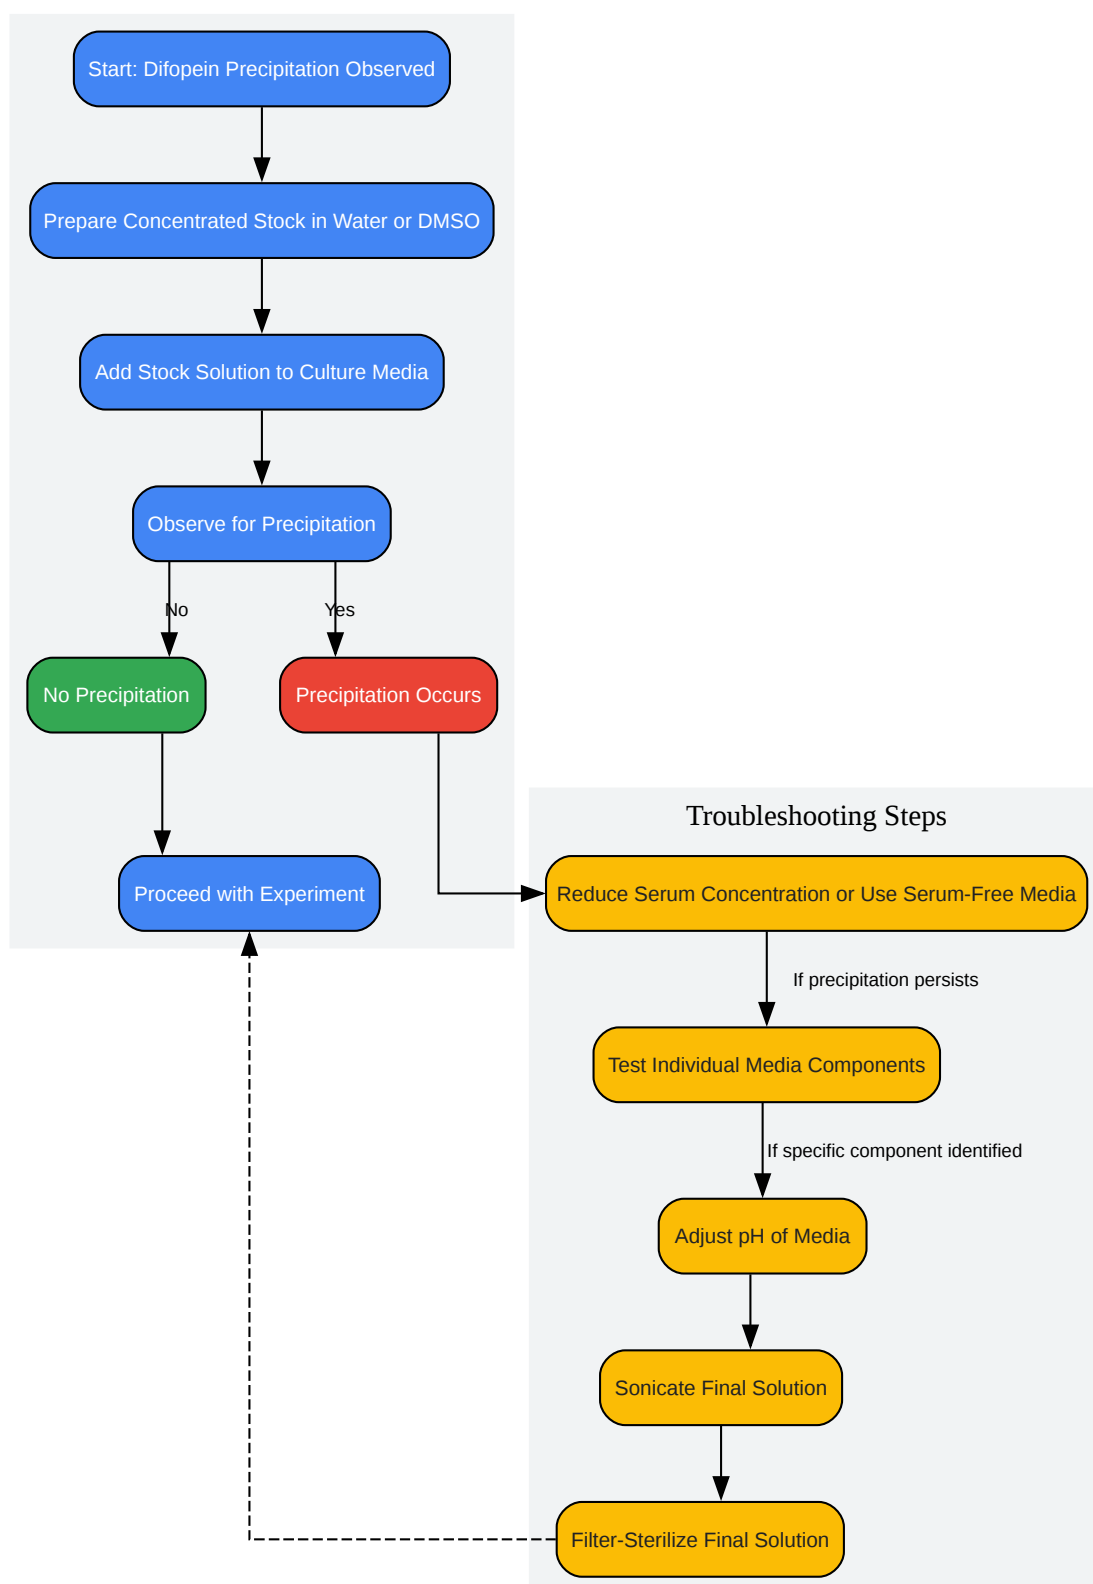 Start: Difopein Precipitation Observed
Prepare Concentrated Stock in Water or DMSO
Add Stock Solution to Culture Media
Observe for Precipitation
No
Yes
No Precipitation
Precipitation Occurs
Proceed with Experiment
Troubleshooting Steps
Reduce Serum Concentration or Use Serum-Free Media
If precipitation persists
Test Individual Media Components
If specific component identified
Adjust pH of Media
Sonicate Final Solution
Filter-Sterilize Final Solution